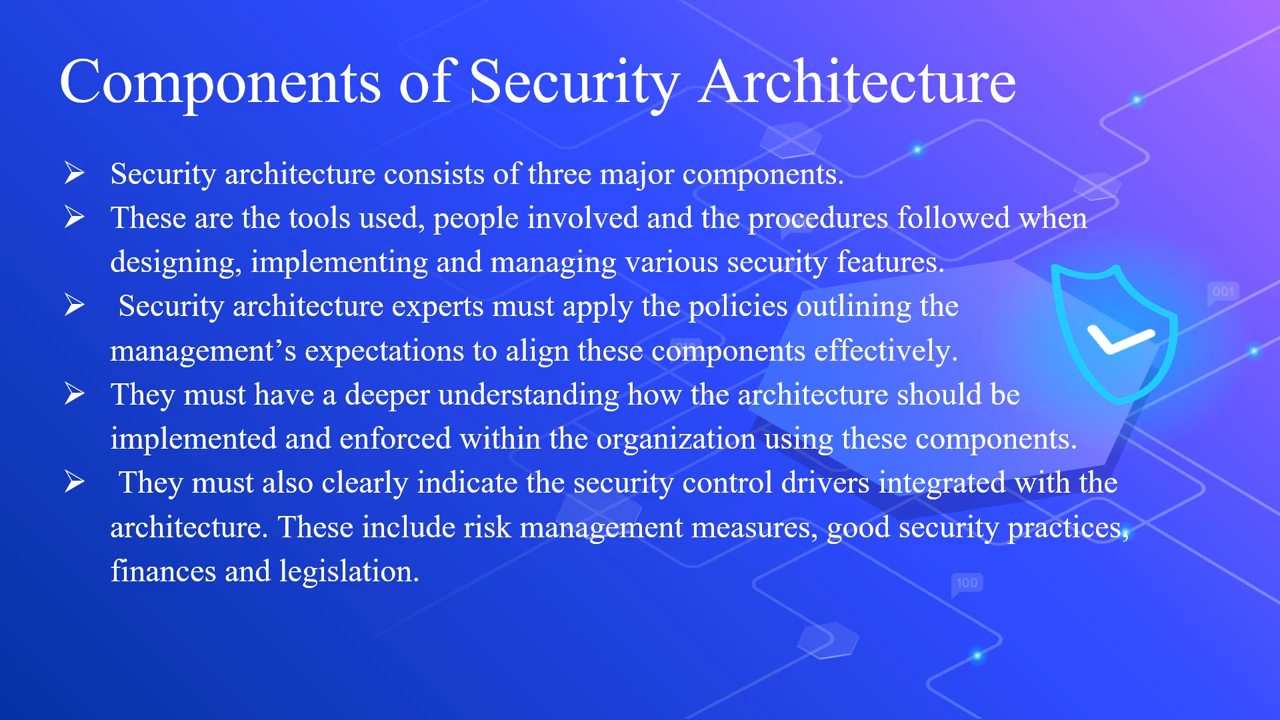 Components of Security Architecture
➢ Security architecture consists of three major components.
➢ These are the tools used, people involved and the procedures followed when
designing, implementing and managing various security features.
➢ Security architecture experts must apply the policies outlining the
management’s expectations to align these components effectively.
➢ They must have a deeper understanding how the architecture should be
implemented and enforced within the organization using these components.
➢ They must also clearly indicate the security control drivers integrated with the
architecture. These include risk management measures, good security practices,
finances and legislation.
001
100